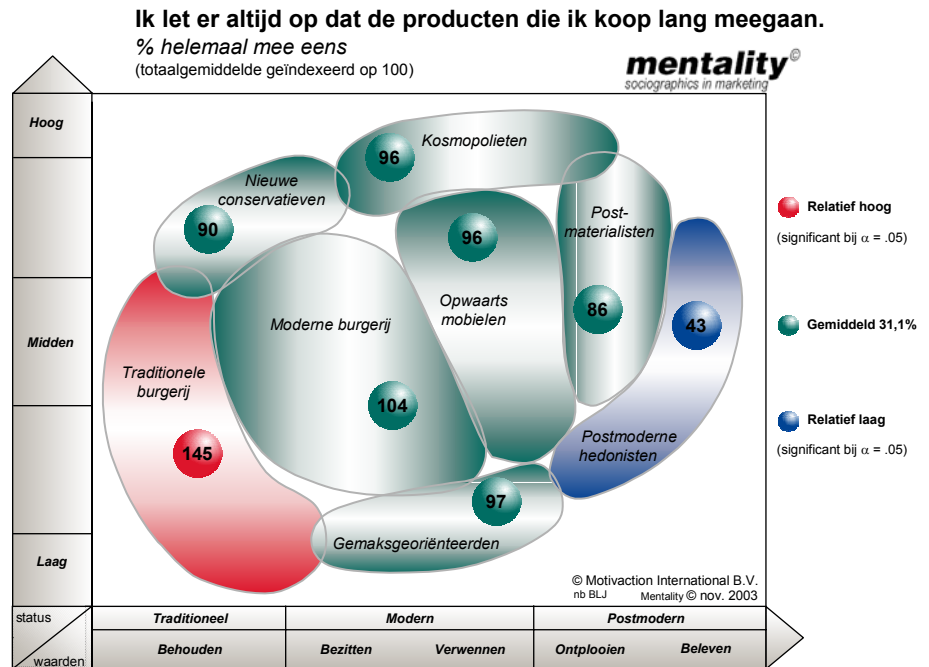 Ik let er altijd op dat de producten die ik koop lang meegaan.
% helemaal mee eens
(totaalgemiddelde geïndexeerd op 100)
mentality©
sociographics in marketing
Hoog
Midden
Laag
Kosmopolieten
96
Nieuwe
conservatieven
90
96
Opwaarts
mobielen
Post-
materialisten
86
43
Postmoderne
hedonisten
Moderne burgerij
104
Traditionele
burgerij
145
97
Gemaksgeoriënteerden
Relatief hoog
(significant bij α = .05)
Gemiddeld 31,1%
Relatief laag
(significant bij α = .05)
© Motivaction International B.V.
nb BLJ Mentality © nov. 2003
status
waarden
Traditioneel Modern Postmodern
Behouden Bezitten Verwennen Ontplooien Beleven